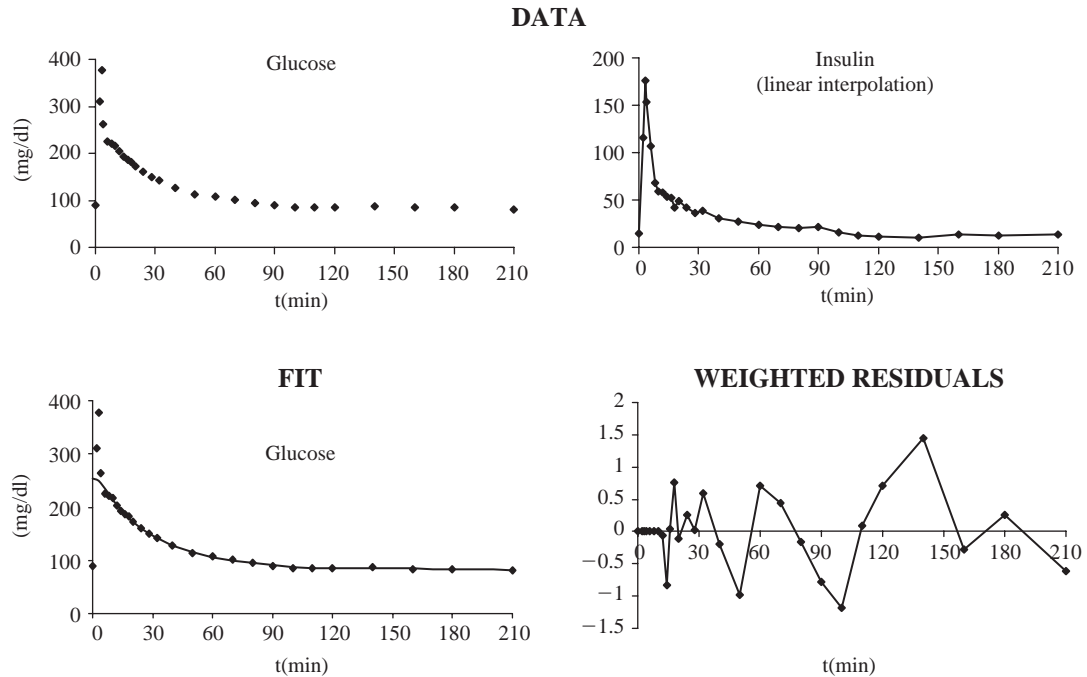 DATA
Glucose
(mg/dl)
400
300
200
100
0
0 30 60 90 120 150 180 210
t(min)
Insulin
(linear interpolation)
200
150
100
50
0
0 30 60 90 120 150 180 210
t(min)
FIT
Glucose
(mg/dl)
400
300
200
100
0
0 30 60 90 120 150 180 210
t(min)
WEIGHTED RESIDUALS
2
1.5
1
0.5
0
−0.5
−1
−1.5
0 30 60 90 120 150 180 210
t(min)